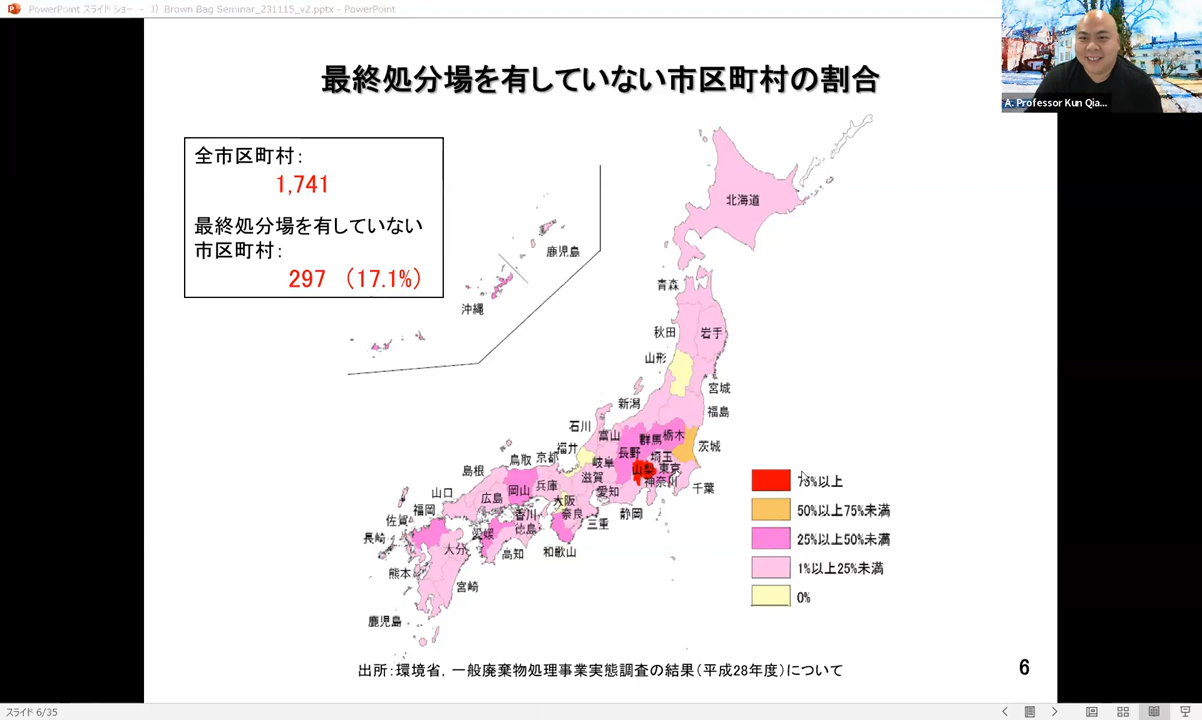 PowerPoint スライド ショー - J) Brown Bag Seminar_231115_v2.pptx - PowerPoint
A. Professor Kun Qia...
最終処分場を有していない市区町村の割合
全市区町村:
1,741
最終処分場を有していない
市区町村:
297 (17.1%)
北海道
鹿児島
沖縄
青森
秋田
岩手
山形
宮城
新潟
福島
石川
富山
群馬
栃木
福井
長野
茨城
鳥取
京都
岐阜
埼玉
島根
山梨
東京
滋賀
神奈川
兵庫
千葉
山口
広島
岡山
愛知
大阪
福岡
香川
奈良
静岡
佐賀
徳島
三重
長崎
愛媛
大分
高知
和歌山
熊本
宮崎
鹿児島
75%以上
50%以上75%未満
25%以上50%未満
1%以上25%未満
0%
出所:環境省, 一般廃棄物処理事業実態調査の結果(平成28年度)について
6
スライド 6/35